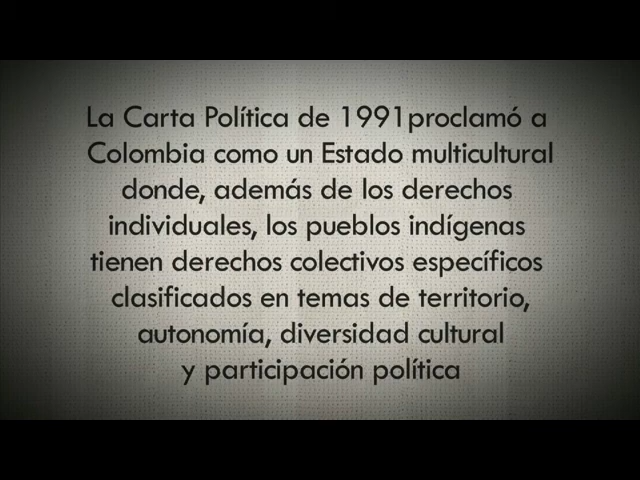 La Carta Política de 1991proclamó a
Colombia como un Estado multicultural
donde, además de los derechos
individuales, los pueblos indígenas
tienen derechos colectivos específicos
clasificados en temas de territorio,
autonomía, diversidad cultural
y participación política